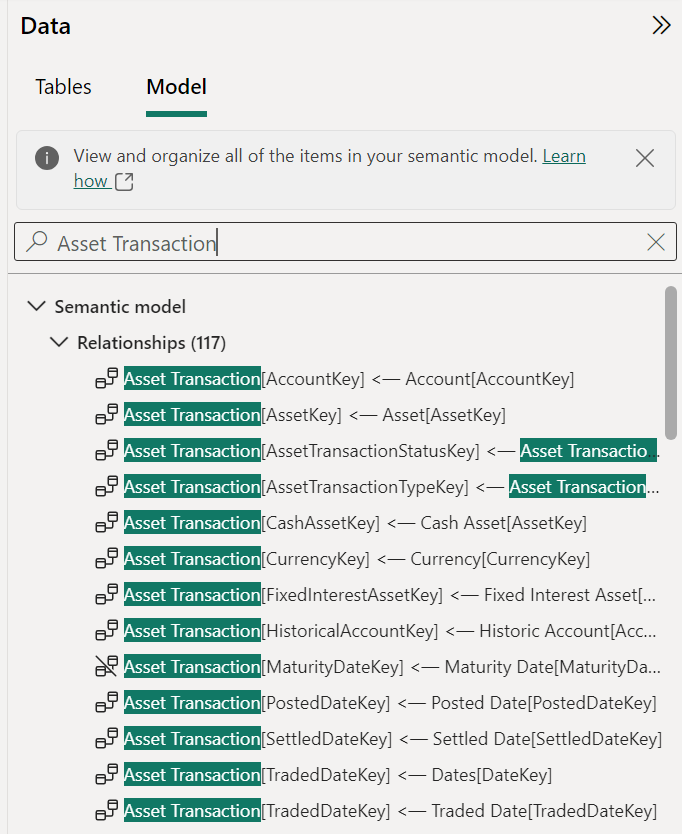 Data
Tables Model
View and organize all of the items in your semantic model. Learn
how
Asset Transaction
Semantic model
Relationships (117)
Asset Transaction[AccountKey] <— Account[AccountKey]
Asset Transaction[AssetKey] <— Asset[AssetKey]
Asset Transaction[AssetTransactionStatusKey] <— Asset Transactio...
Asset Transaction[AssetTransactionTypeKey] <— Asset Transaction...
Asset Transaction[CashAssetKey] <— Cash Asset[AssetKey]
Asset Transaction[CurrencyKey] <— Currency[CurrencyKey]
Asset Transaction[FixedInterestAssetKey] <— Fixed Interest Asset[...
Asset Transaction[HistoricalAccountKey] <— Historic Account[Acc...
Asset Transaction[MaturityDateKey] <— Maturity Date[MaturityDa...
Asset Transaction[PostedDateKey] <— Posted Date[PostedDateKey]
Asset Transaction[SettledDateKey] <— Settled Date[SettledDateKey]
Asset Transaction[TradedDateKey] <— Dates[DateKey]
Asset Transaction[TradedDateKey] <— Traded Date[TradedDateKey]